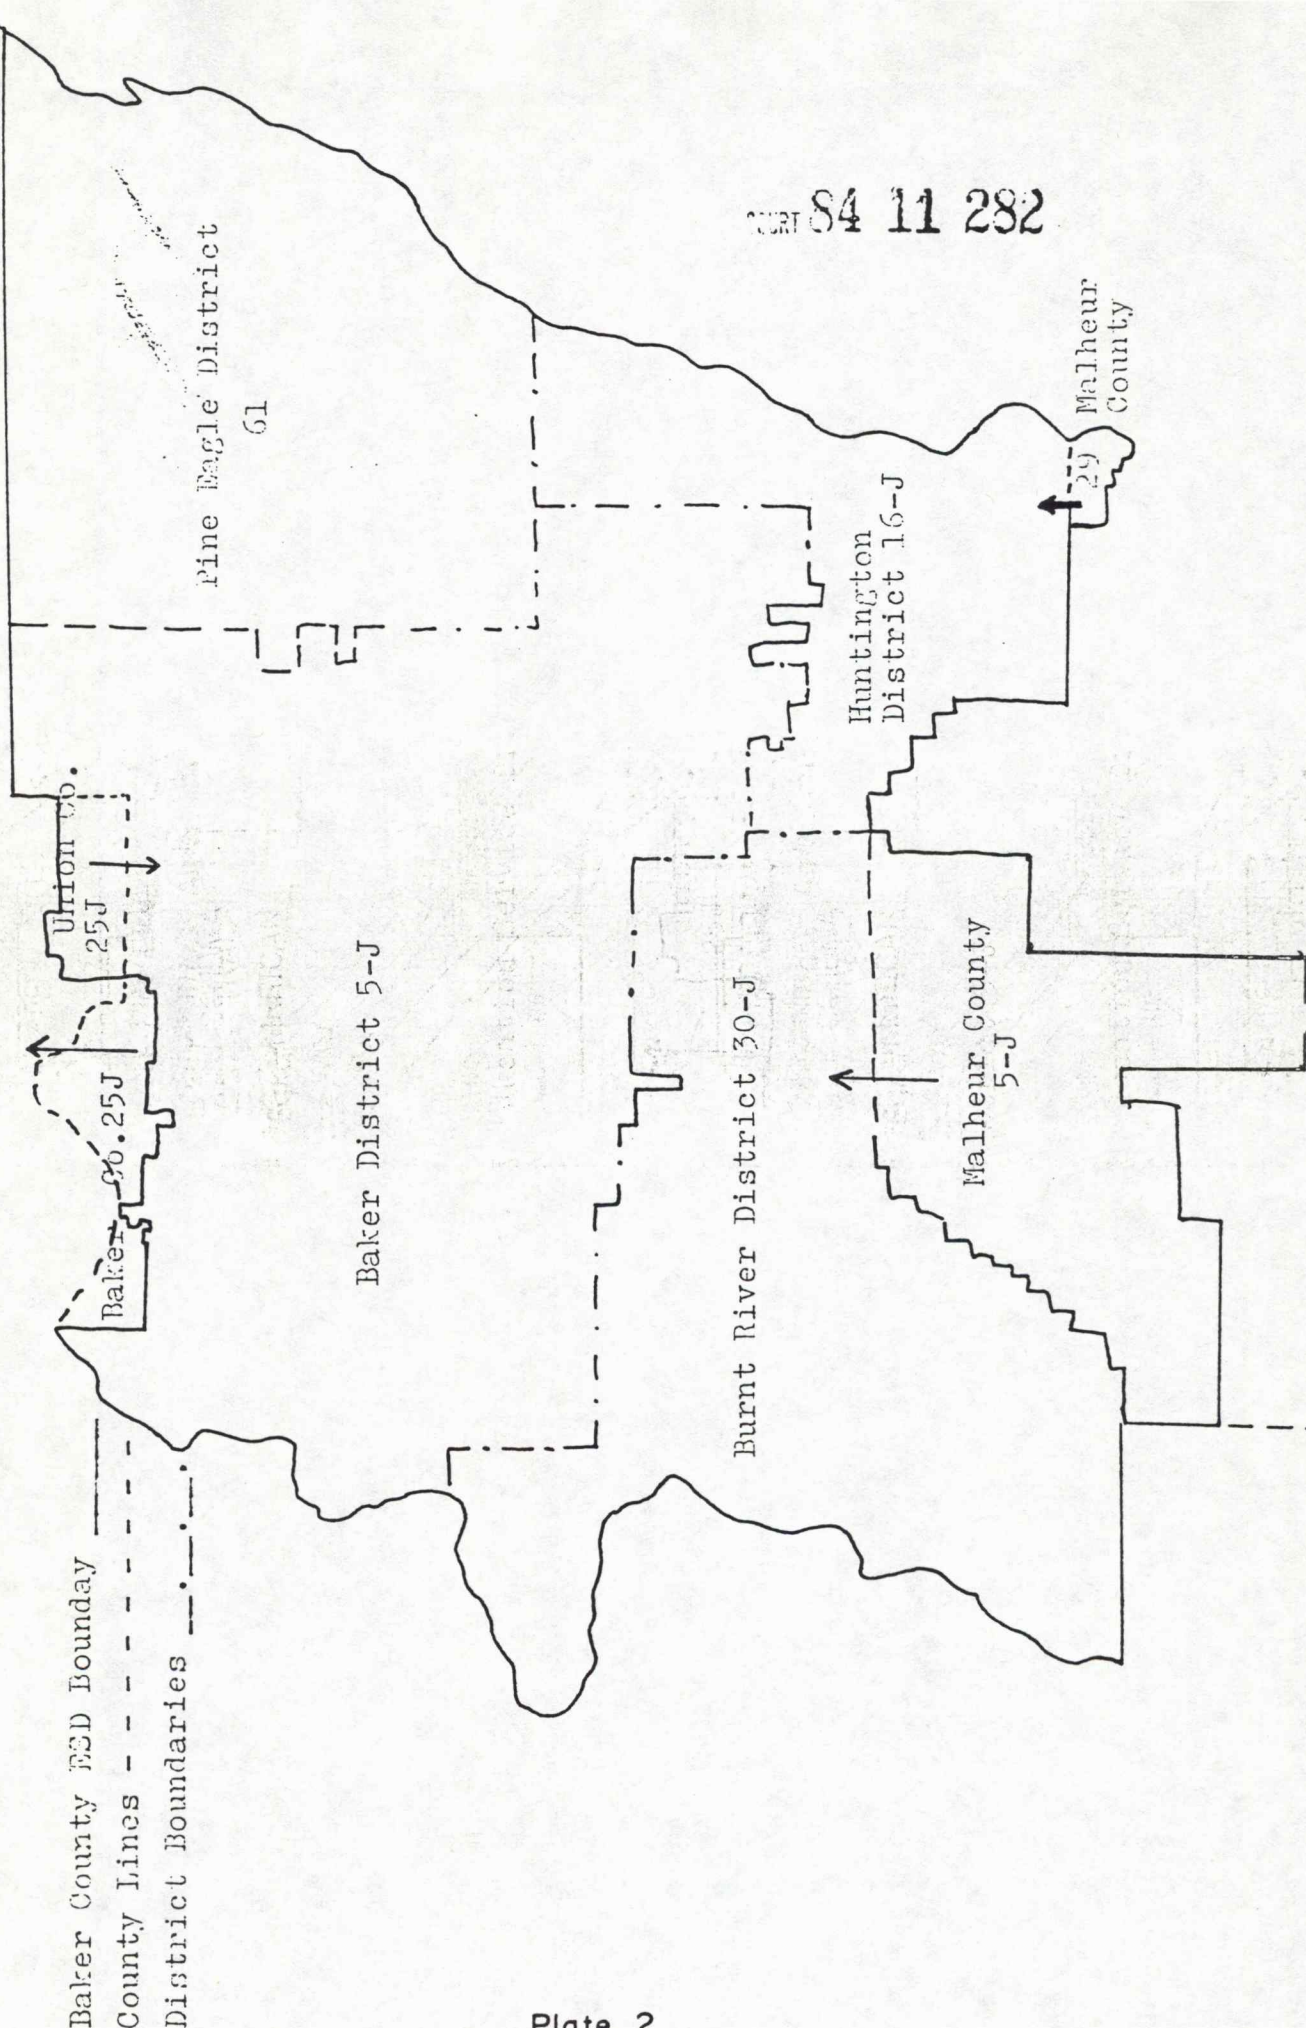 COURT 84 11 282
Pine Eagle District
61
Malheur
County
29
Huntington
District 16-J
Union Co.
25J
Baker Co. 25J
Baker District 5-J
Burnt River District 30-J
Malheur County
5-J
Baker County ESD Bounday
County Lines
District Boundaries
Plate 2